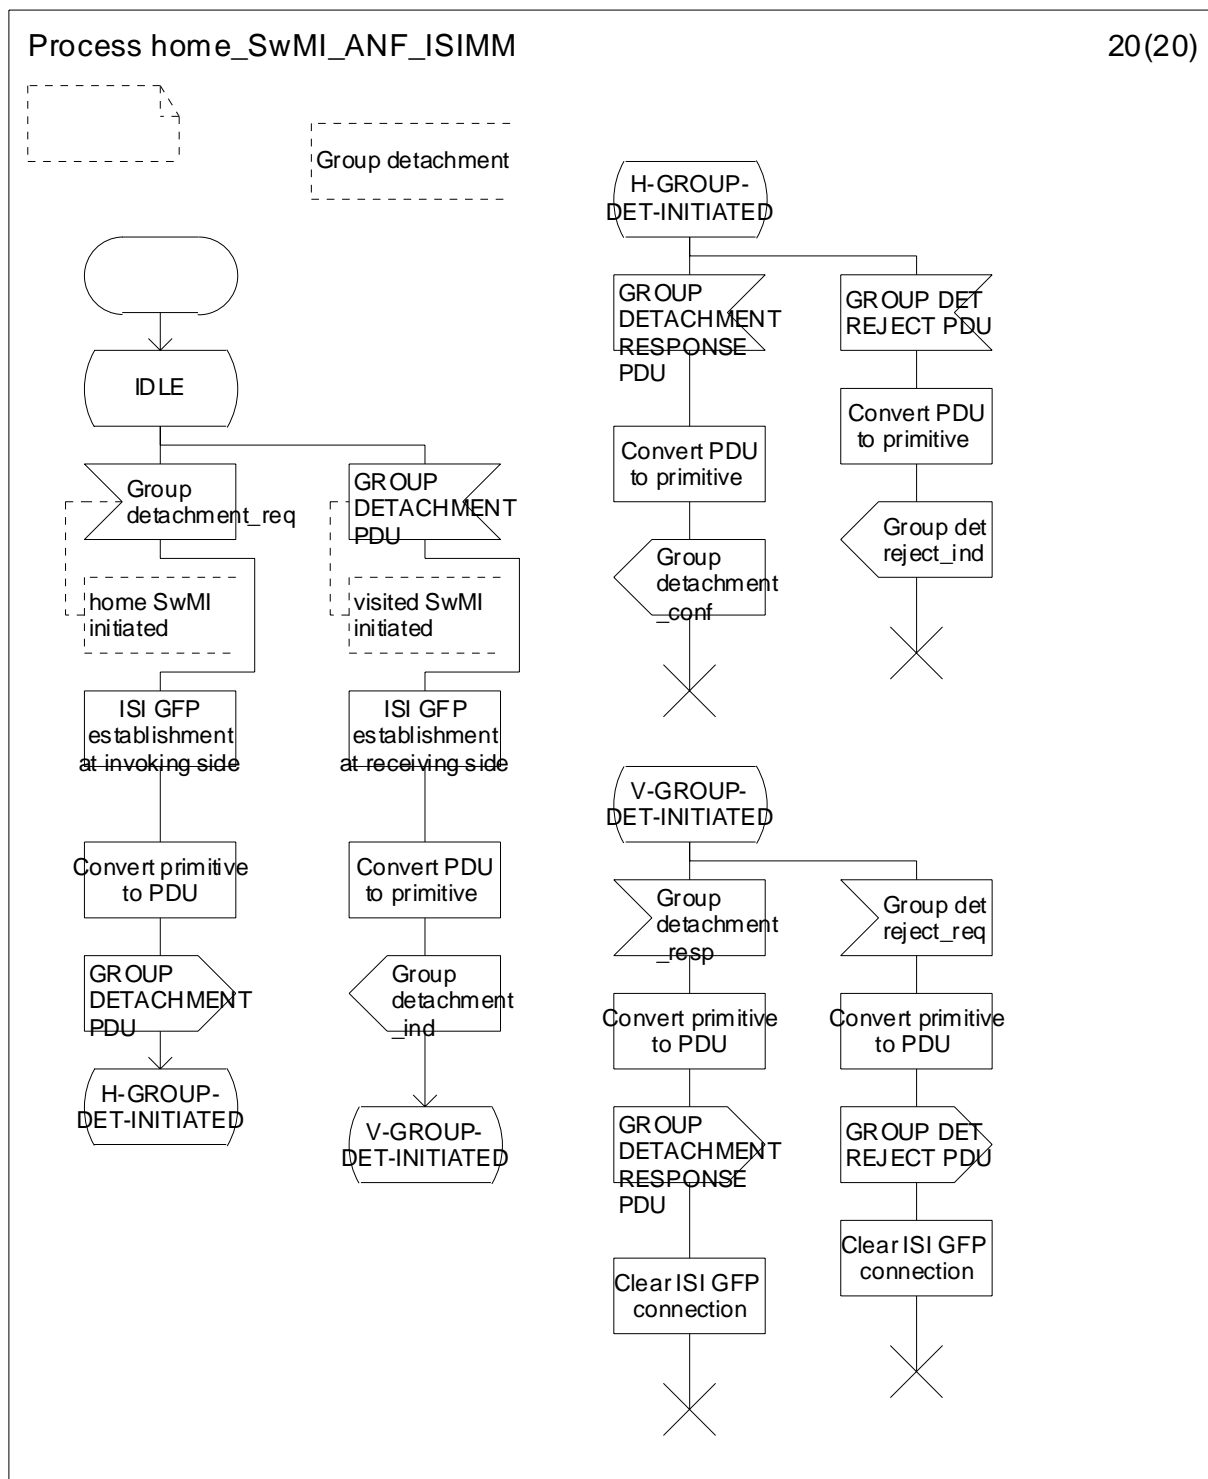 Process home_SwMI_ANF_ISIMM
20(20)
Group detachment
IDLE
Group
detachment_req
home SwMI
initiated
ISI GFP
establishment
at invoking side
Convert primitive
to PDU
GROUP
DETACHMENT
PDU
H-GROUP-
DET-INITIATED
GROUP
DETACHMENT
PDU
visited SwMI
initiated
ISI GFP
establishment
at receiving side
Convert PDU
to primitive
Group
detachment
_ind
V-GROUP-
DET-INITIATED
H-GROUP-
DET-INITIATED
GROUP
DETACHMENT
RESPONSE
PDU
Convert PDU
to primitive
Group
detachment
_conf
GROUP DET
REJECT PDU
Convert PDU
to primitive
Group det
reject_ind
V-GROUP-
DET-INITIATED
Group
detachment
_resp
Convert primitive
to PDU
GROUP
DETACHMENT
RESPONSE
PDU
Clear ISI GFP
connection
Group det
reject_req
Convert primitive
to PDU
GROUP DET
REJECT PDU
Clear ISI GFP
connection